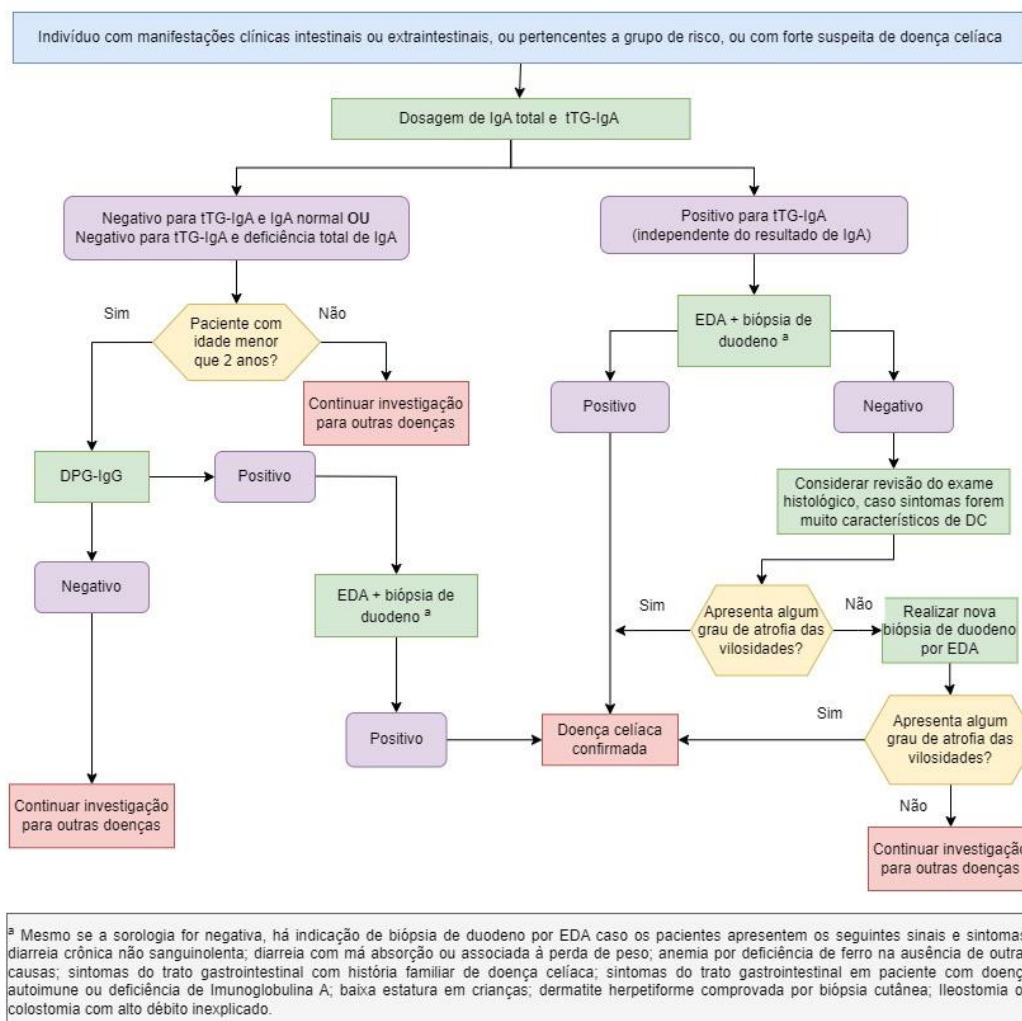 Indivíduo com manifestações clínicas intestinais ou extraintestinais, ou pertencentes a grupo de risco, ou com forte suspeita de doença celíaca
Dosagem de IgA total e tTG-IgA
Negativo para tTG-IgA e IgA normal OU
Negativo para tTG-IgA e deficiência total de IgA
Positivo para tTG-IgA
(independente do resultado de IgA)
Sim
Paciente com
idade menor
que 2 anos?
Não
EDA + biópsia de
duodeno a
Continuar investigação
para outras doenças
Positivo
Negativo
DPG-IgG
Positivo
Considerar revisão do exame
histológico, caso sintomas forem
muito característicos de DC
Negativo
EDA + biópsia de
duodeno a
Sim
Apresenta algum
grau de atrofia das
vilosidades?
Não
Realizar nova
biópsia de duodeno
por EDA
Positivo
Doença celíaca
confirmada
Sim
Apresenta algum
grau de atrofia das
vilosidades?
Continuar investigação
para outras doenças
Não
Continuar investigação
para outras doenças
a Mesmo se a sorologia for negativa, há indicação de biópsia de duodeno por EDA caso os pacientes apresentem os seguintes sinais e sintomas
diarreia crônica não sanguinolenta; diarreia com má absorção ou associada à perda de peso; anemia por deficiência de ferro na ausência de outra
causas; sintomas do trato gastrointestinal com história familiar de doença celíaca; sintomas do trato gastrointestinal em paciente com doenç
autoimune ou deficiência de Imunoglobulina A; baixa estatura em crianças; dermatite herpetiforme comprovada por biópsia cutânea; Ileostomia o
colostomia com alto débito inexplicado.